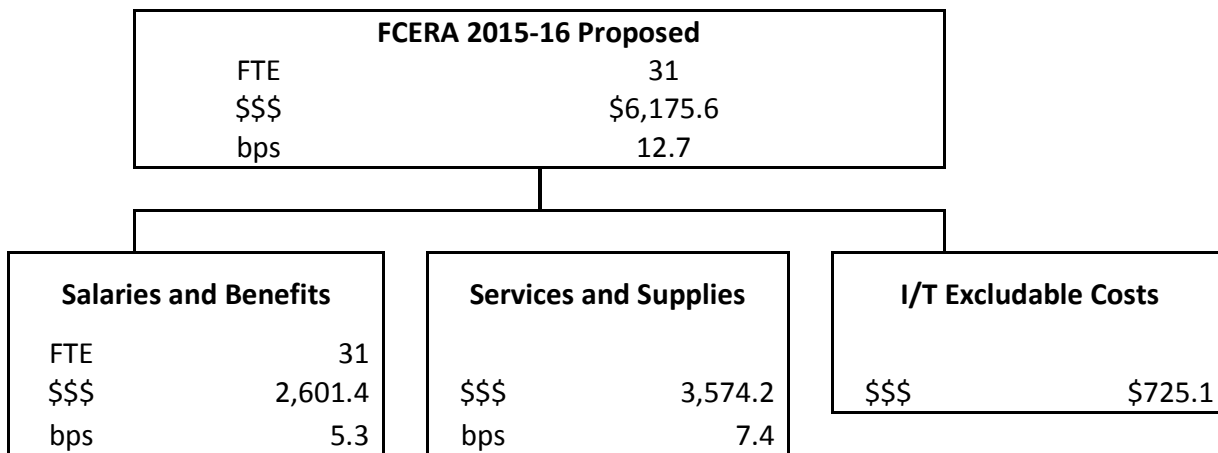 FCERA 2015-16 Proposed
FTE 31
$$$ $6,175.6
bps 12.7
Salaries and Benefits
FTE 31
$$$ 2,601.4
bps 5.3
Services and Supplies
$$$ 3,574.2
bps 7.4
I/T Excludable Costs
$$$ $725.1